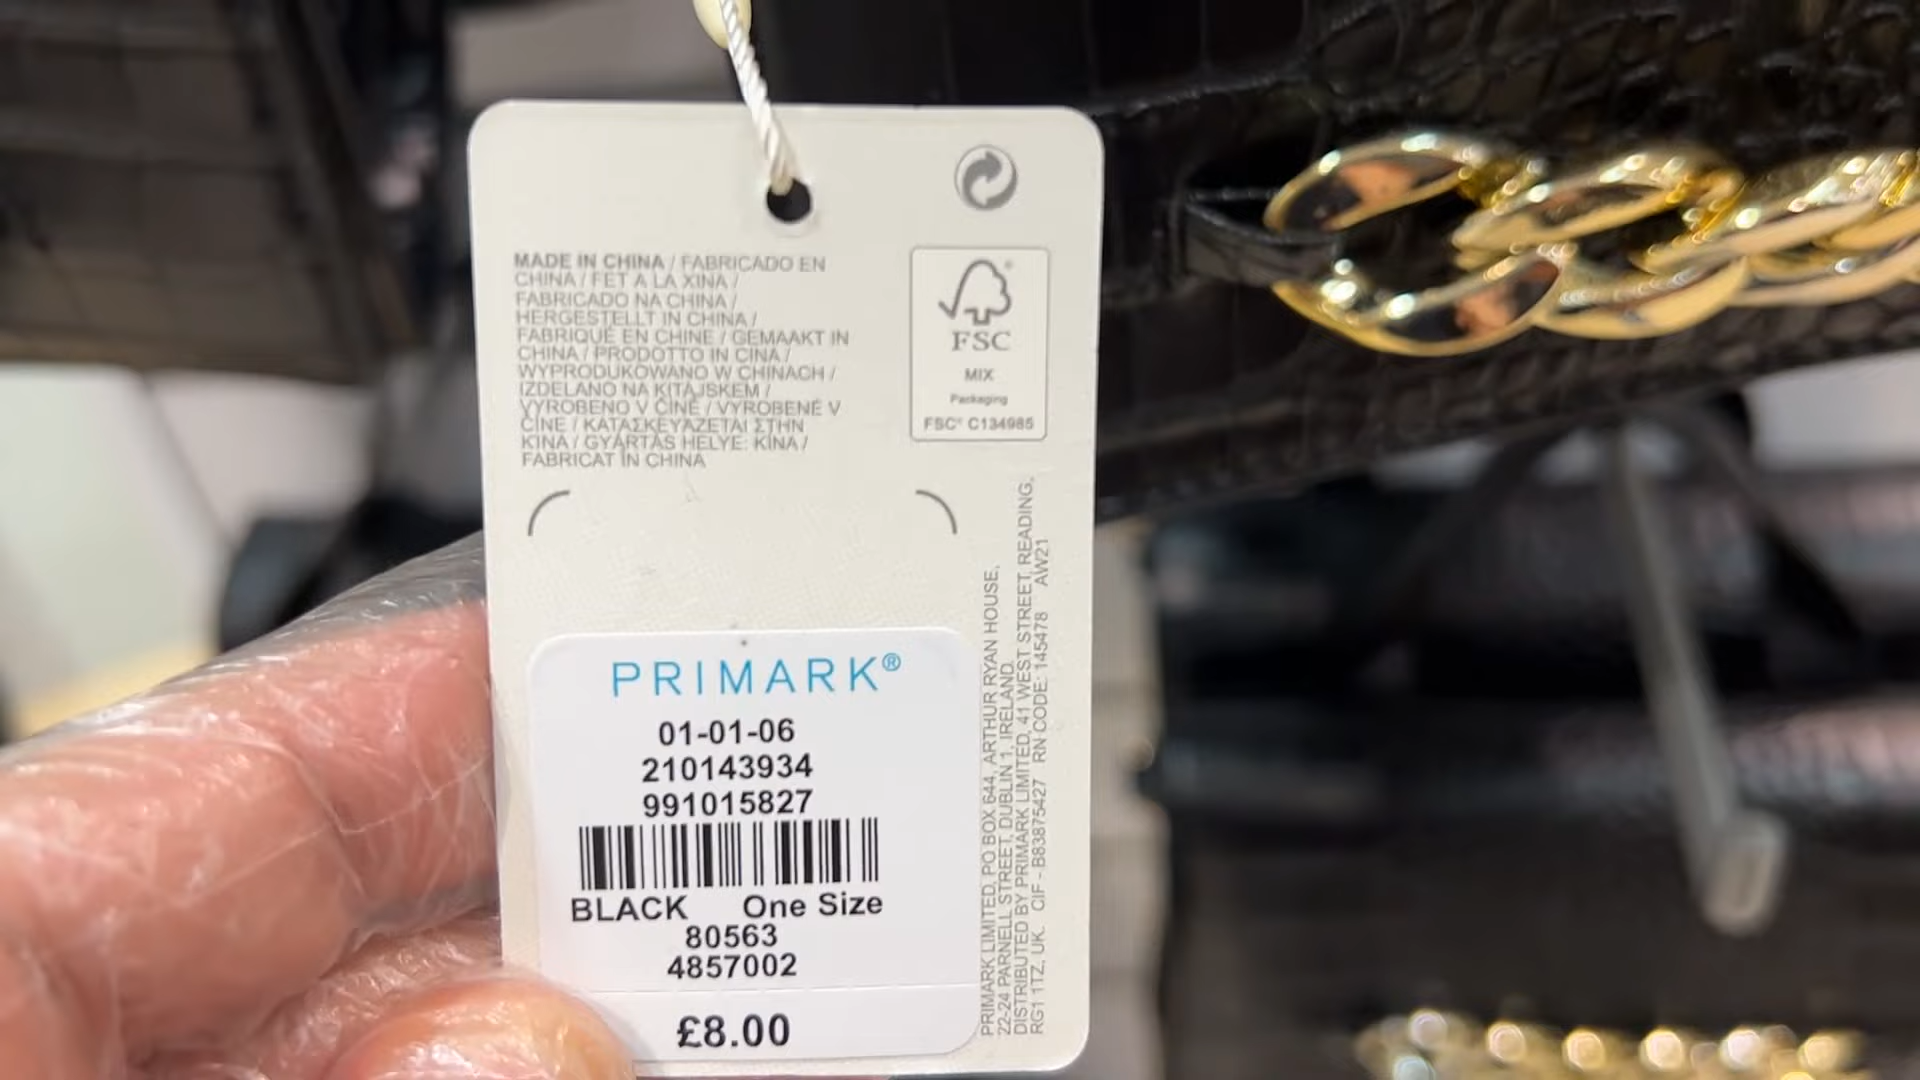 MADE IN CHINA / FABRICADO EN
CHINA / FET A LA XINA /
FABRICADO NA CHINA /
HERGESTELLT IN CHINA /
FABRIQUÉ EN CHINE / GEMAAKT IN
CHINA / PRODOTTO IN CINA /
WYPRODUKOWANO W CHINACH /
IZDELANO NA KITAJSKEM /
VYROBENO V ČÍNĚ / VYROBENÉ V
ČÍNE / ΚΑΤΑΣΚΕΥΑΖΕΤΑΙ ΣΤΗΝ
ΚΙΝΑ / GYÁRTÁS HELYE: KÍNA /
FABRICAT ÎN CHINA
FSC
MIX
Packaging
FSC® C134985
PRIMARK®
01-01-06
210143934
991015827
BLACK One Size
80563
4857002
£8.00
PRIMARK LIMITED, PO BOX 644, ARTHUR RYAN HOUSE,
22-24 PARNELL STREET, DUBLIN 1, IRELAND.
DISTRIBUTED BY PRIMARK LIMITED, 41 WEST STREET, READING,
RG1 1TZ, UK. CIF - B83875427 RN CODE: 145478 AW21